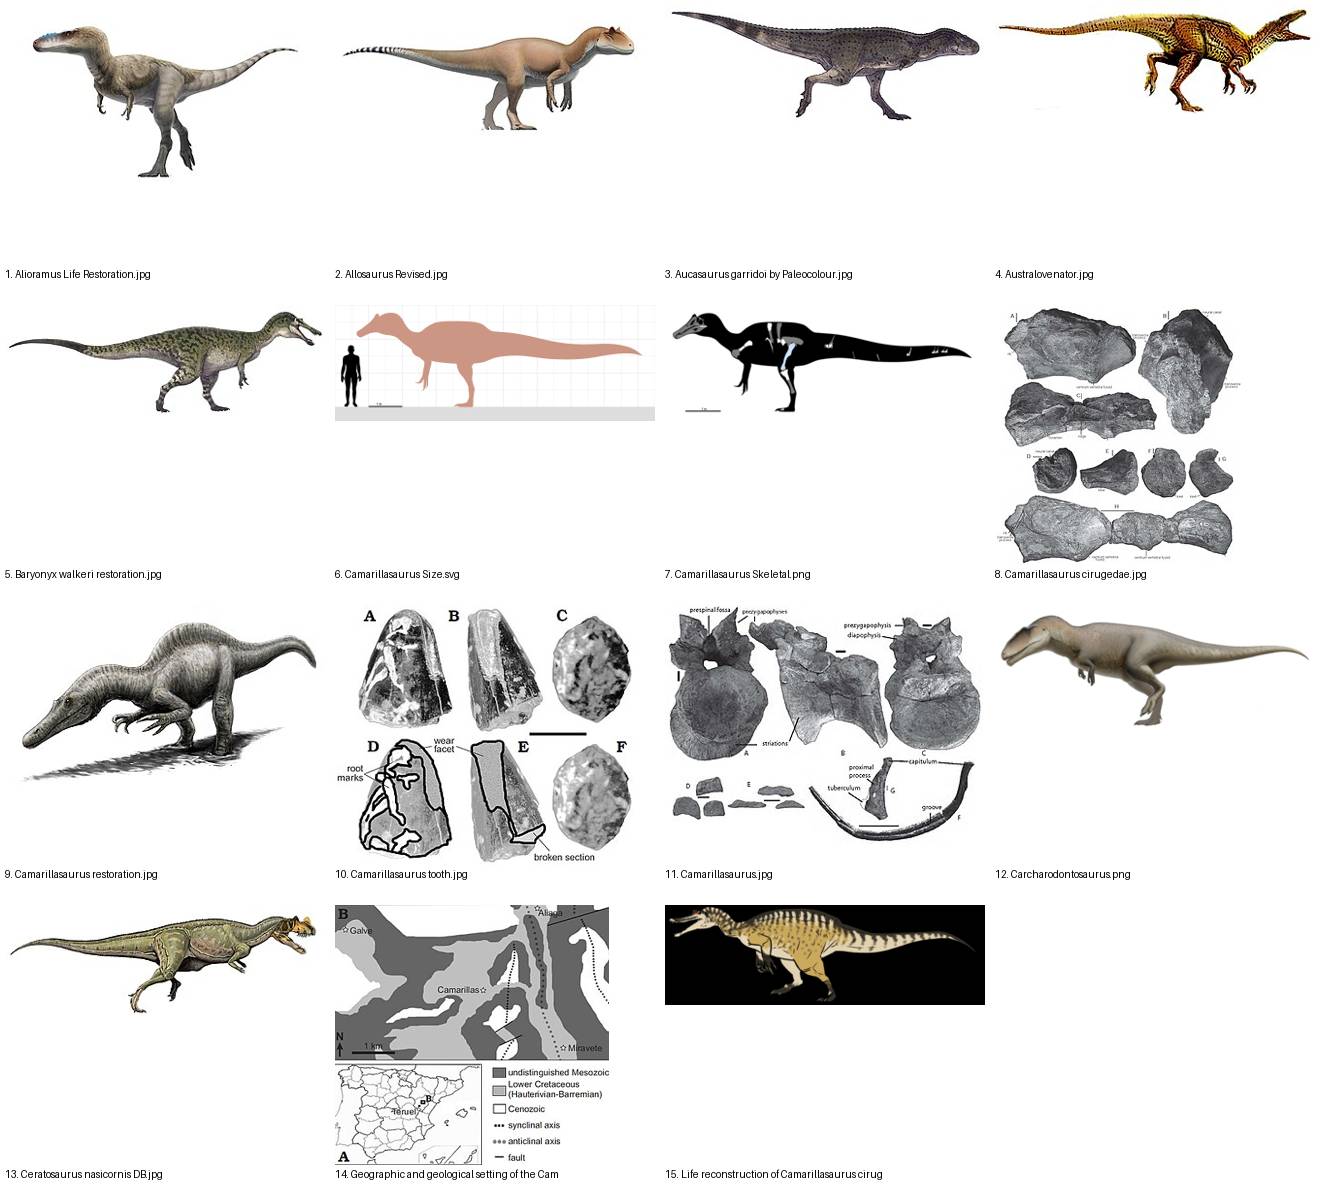 1. Alioramus Life Restoration.jpg
2. Allosaurus Revised.jpg
3. Aucasaurus garridoi by Paleocolour.jpg
4. Australovenator.jpg
5. Baryonyx walkeri restoration.jpg
6. Camarillasaurus Size.svg
7. Camarillasaurus Skeletal.png
A
B
C
D
E
F
G
H
8. Camarillasaurus cirugedae.jpg
9. Camarillasaurus restoration.jpg
A
B
C
D
wear
facet
E
F
root
marks
broken section
10. Camarillasaurus tooth.jpg
prespinal fossa
prezygapophyses
prezygapophysis
diapophysis
striations
A
B
C
D
E
proximal
process
capitulum
tuberculum
G
groove
F
11. Camarillasaurus.jpg
12. Carcharodontosaurus.png
13. Ceratosaurus nasicornis DB.jpg
B
Aliaga
Galve
Camarillas
N
1 km
Miravete
B
Teruel
A
undistinguished Mesozoic
Lower Cretaceous
(Hauterivian-Barremian)
Cenozoic
synclinal axis
anticlinal axis
fault
14. Geographic and geological setting of the Cam
15. Life reconstruction of Camarillasaurus cirug